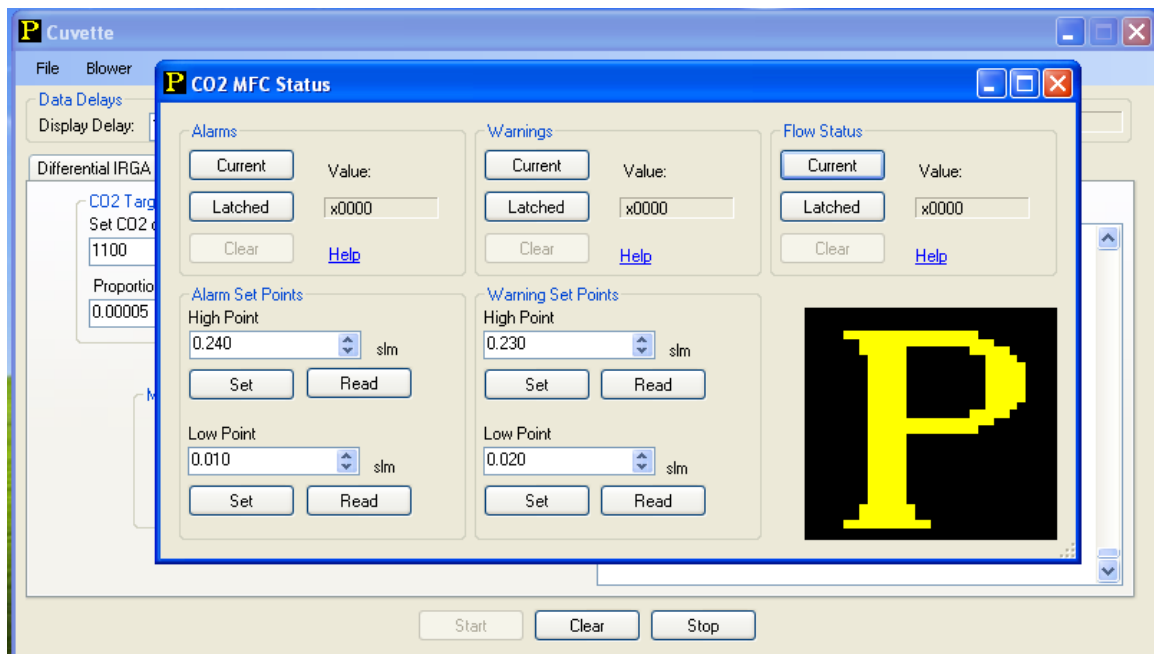 P Cuvette
File Blower
P CO2 MFC Status
Data Delays
Display Delay:
Differential IRGA
CO2 Targ
Set CO2
1100
Proportio
0.00005
M
Alarms
Current
Value:
Latched
x0000
Clear
Help
Warnings
Current
Value:
Latched
x0000
Clear
Help
Flow Status
Current
Value:
Latched
x0000
Clear
Help
Alarm Set Points
High Point
0.240 slm
Set Read
Low Point
0.010 slm
Set Read
Warning Set Points
High Point
0.230 slm
Set Read
Low Point
0.020 slm
Set Read
P
Start Clear Stop